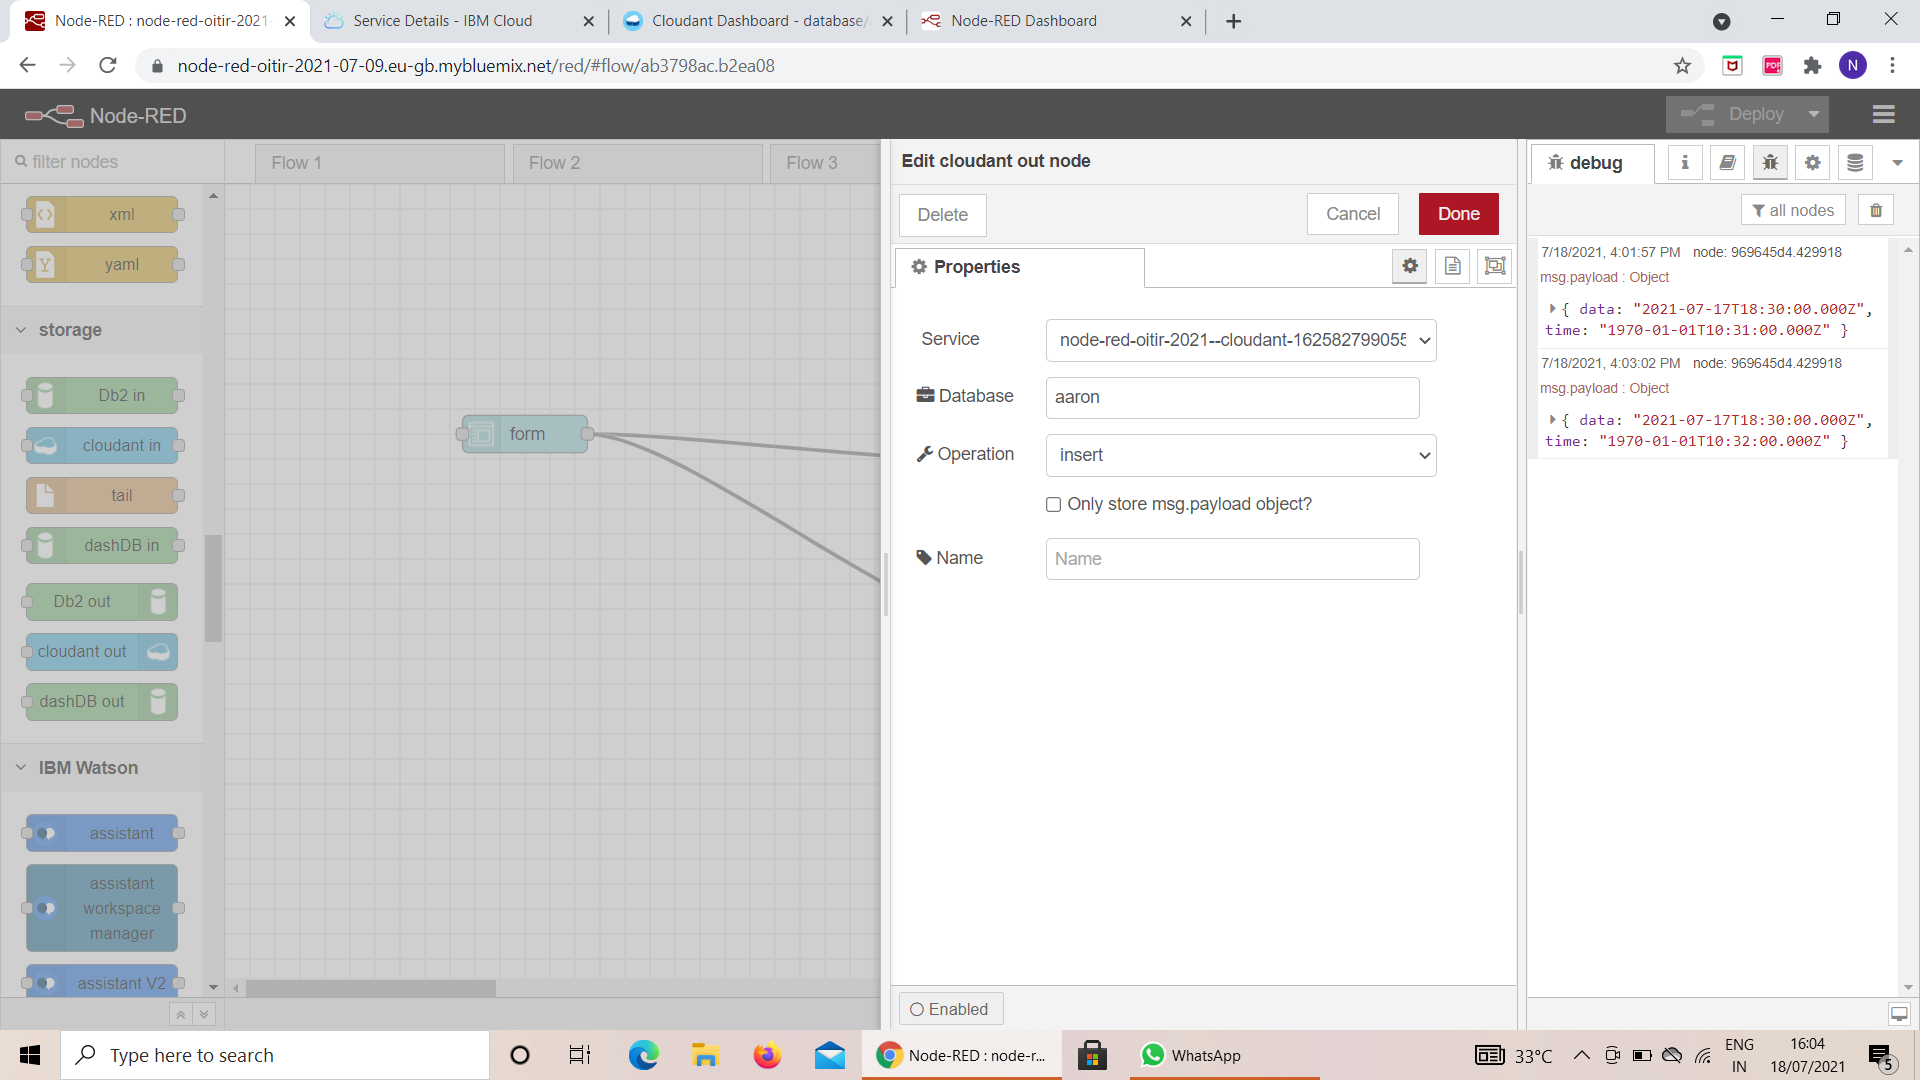 Node-RED : node-red-oitir-2021-
Service Details - IBM Cloud
Cloudant Dashboard - database/
Node-RED Dashboard
node-red-oitir-2021-07-09.eu-gb.mybluemix.net/red/#flow/ab3798ac.b2ea08
PDF
N
Node-RED
Deploy
filter nodes
Flow 1
Flow 2
Flow 3
Edit cloudant out node
debug
i
Delete
Cancel
Done
all nodes
xml
yaml
Properties
7/18/2021, 4:01:57 PM node: 969645d4.429918
msg.payload : Object
{ data: "2021-07-17T18:30:00.000Z",
time: "1970-01-01T10:31:00.000Z" }
7/18/2021, 4:03:02 PM node: 969645d4.429918
msg.payload : Object
{ data: "2021-07-17T18:30:00.000Z",
time: "1970-01-01T10:32:00.000Z" }
storage
Service
node-red-oitir-2021--cloudant-162582799055
Database
aaron
Operation
insert
Only store msg.payload object?
Name
Name
Db2 in
cloudant in
tail
dashDB in
Db2 out
cloudant out
dashDB out
form
IBM Watson
assistant
assistant
workspace
manager
assistant V2
Enabled
Type here to search
Node-RED : node-r...
WhatsApp
33°C
ENG
IN
16:04
18/07/2021
5